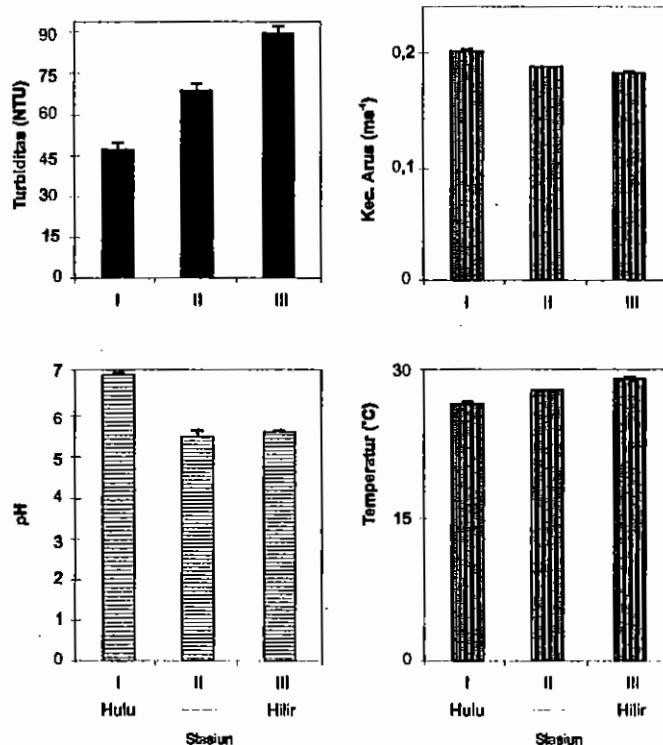 Turbiditas (NTU)
90
75
60
45
30
15
0
I II III
Kec. Arus (ms⁻¹)
0,2
0,1
0
I II III
pH
7
6
5
4
3
2
1
0
I II III
Hulu Hilir
Stasiun
Temperatur (°C)
30
15
0
I II III
Hulu Hilir
Stasiun